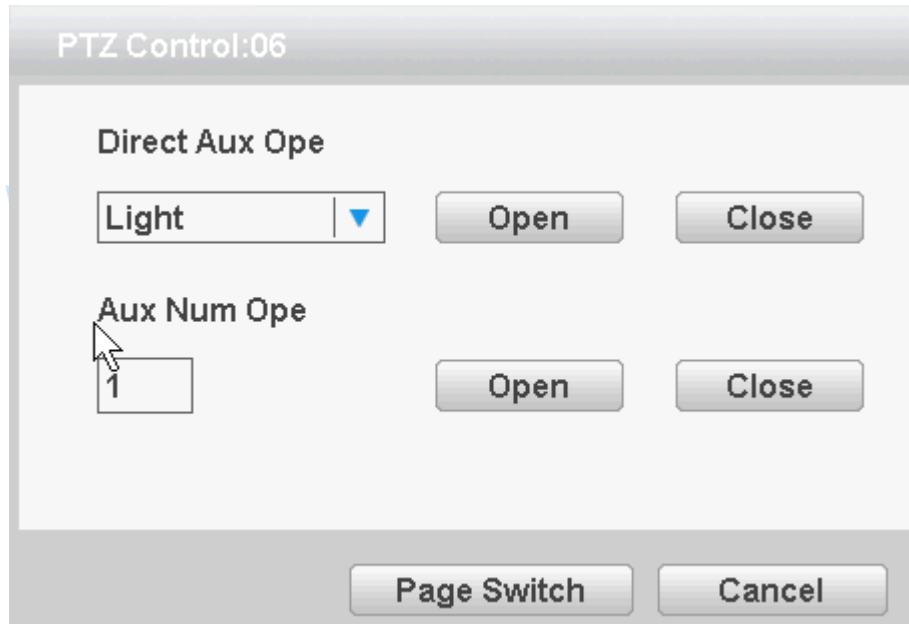 PTZ Control:06
Direct Aux Ope
Light Open Close
Aux Num Ope
1 Open Close
Page Switch Cancel